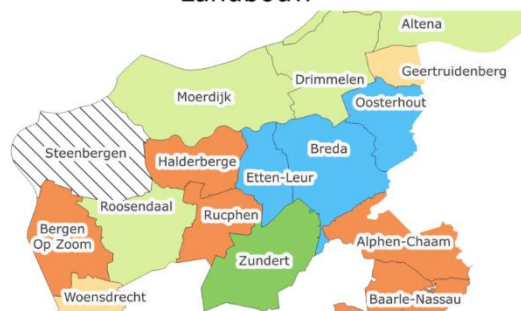 Landbouw
Altena
Geertruidenberg
Drimmelen
Moerdijk
Oosterhout
Steenbergen
Halderberge
Breda
Etten-Leur
Roosendaal
Rucphen
Bergen
Op Zoom
Alphen-Chaam
Zundert
Woensdrecht
Baarle-Nassau